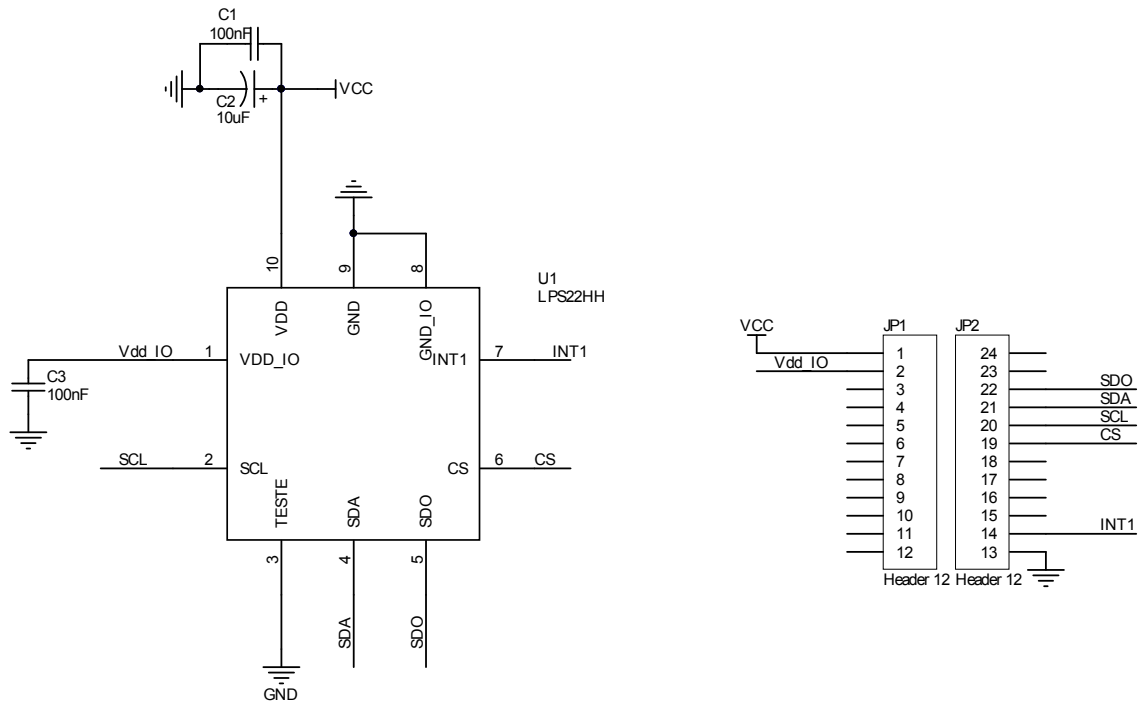 C1
100nF
C2
10uF
+
VCC
10
9
8
U1
LPS22HH
VDD
GND
GND_IO
Vdd_IO
1
VDD_IO
INT1
7
INT1
C3
100nF
SCL
2
SCL
CS
6
CS
TESTE
SDA
SDO
3
4
5
SDA
SDO
GND
VCC
Vdd_IO
JP1
1
2
3
4
5
6
7
8
9
10
11
12
Header 12
JP2
24
23
22
21
20
19
18
17
16
15
14
13
Header 12
SDO
SDA
SCL
CS
INT1